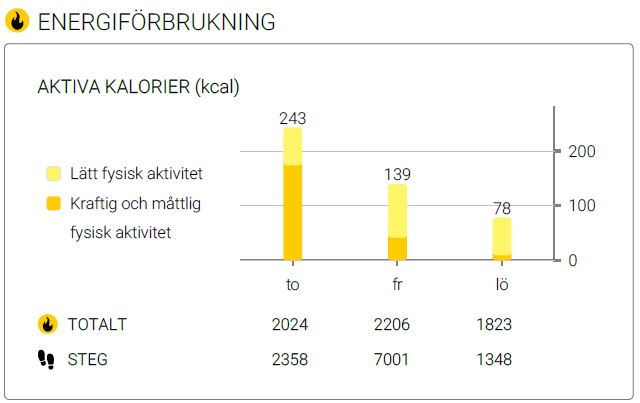 ENERGIFÖRBRUKNING
AKTIVA KALORIER (kcal)
243
139
78
200
100
0
Lätt fysisk aktivitet
Kraftig och måttlig
fysisk aktivitet
to fr lö
TOTALT 2024 2206 1823
STEG 2358 7001 1348